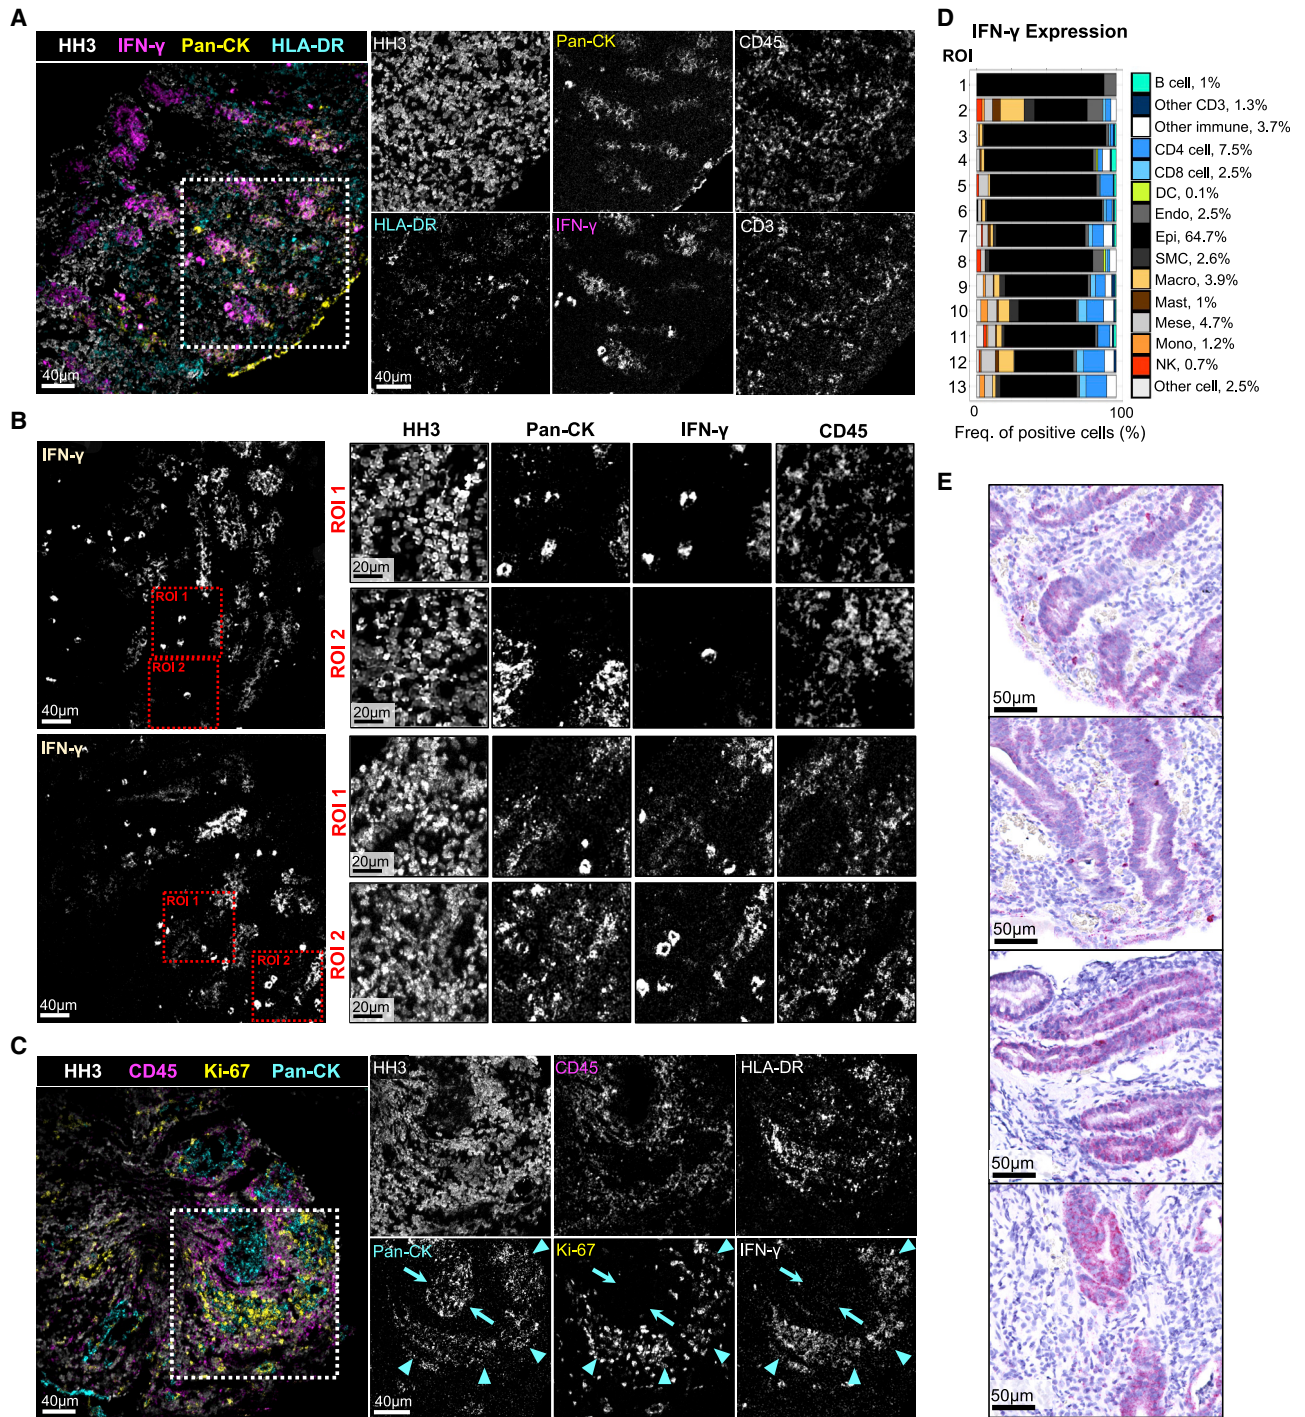 A
HH3 IFN-γ Pan-CK HLA-DR
40µm
HH3
Pan-CK
CD45
HLA-DR
40µm
IFN-γ
CD3
B
IFN-γ
ROI 1
ROI 2
40µm
HH3 Pan-CK IFN-γ CD45
ROI 1
20µm
ROI 2
20µm
IFN-γ
ROI 1
ROI 2
40µm
ROI 1
20µm
ROI 2
20µm
C
HH3 CD45 Ki-67 Pan-CK
40µm
HH3
CD45
HLA-DR
Pan-CK
40µm
Ki-67
IFN-γ
D
IFN-γ Expression
ROI
1
2
3
4
5
6
7
8
9
10
11
12
13
0 100
Freq. of positive cells (%)
B cell, 1%
Other CD3, 1.3%
Other immune, 3.7%
CD4 cell, 7.5%
CD8 cell, 2.5%
DC, 0.1%
Endo, 2.5%
Epi, 64.7%
SMC, 2.6%
Macro, 3.9%
Mast, 1%
Mese, 4.7%
Mono, 1.2%
NK, 0.7%
Other cell, 2.5%
E
50µm
50µm
50µm
50µm